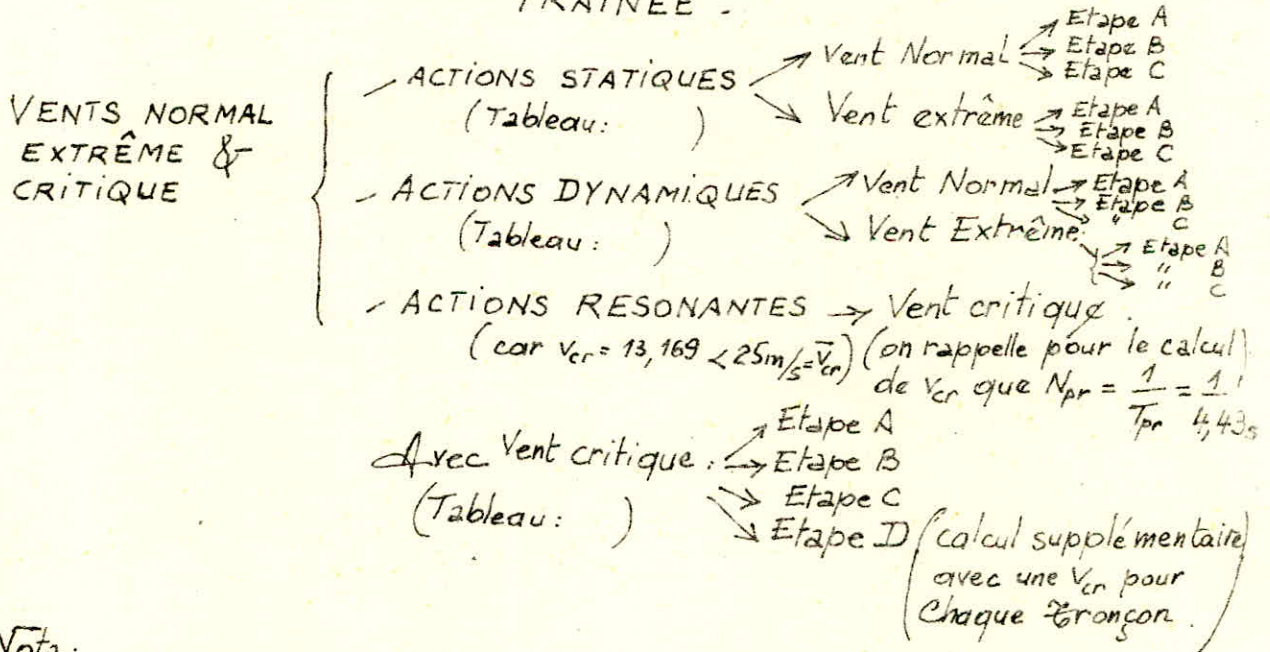 TRAINÉE.
VENTS NORMAL
EXTRÊME &
CRITIQUE
- ACTIONS STATIQUES
(Tableau: )
Vent Normal
Etape A
Etape B
Etape C
Vent extrême
Etape A
Etape B
Etape C
- ACTIONS DYNAMIQUES
(Tableau: )
Vent Normal
Etape A
Etape B
" C
Vent Extrême
Etape A
" B
" C
- ACTIONS RESONANTES → Vent critique.
(car Vcr = 13,169 < 25m/s = V̅cr) (on rappelle pour le calcul
de Vcr que Npr = 1/Tpr = 1/4,43s)
Avec Vent critique :
(Tableau: )
Etape A
Etape B
Etape C
Etape D (calcul supplémentaire
avec une Vcr pour
Chaque Tronçon.)
Nota: